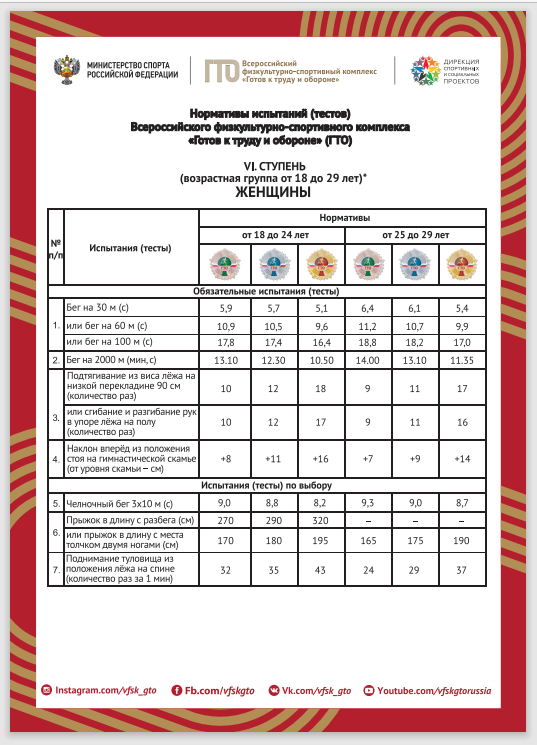 МИНИСТЕРСТВО СПОРТА
РОССИЙСКОЙ ФЕДЕРАЦИИ
ГТО
Всероссийский
физкультурно-спортивный комплекс
«Готов к труду и обороне»
ДИРЕКЦИЯ
СПОРТИВНЫХ
И СОЦИАЛЬНЫХ
ПРОЕКТОВ
Нормативы испытаний (тестов)
Всероссийского физкультурно-спортивного комплекса
«Готов к труду и обороне» (ГТО)
VI. СТУПЕНЬ
(возрастная группа от 18 до 29 лет)*
ЖЕНЩИНЫ
№ п/п Испытания (тесты) Нормативы
от 18 до 24 лет от 25 до 29 лет
Обязательные испытания (тесты)
1. Бег на 30 м (с) 5,9 5,7 5,1 6,4 6,1 5,4
или бег на 60 м (с) 10,9 10,5 9,6 11,2 10,7 9,9
или бег на 100 м (с) 17,8 17,4 16,4 18,8 18,2 17,0
2. Бег на 2000 м (мин, с) 13.10 12.30 10.50 14.00 13.10 11.35
3. Подтягивание из виса лёжа на
низкой перекладине 90 см
(количество раз) 10 12 18 9 11 17
или сгибание и разгибание рук
в упоре лёжа на полу
(количество раз) 10 12 17 9 11 16
4. Наклон вперёд из положения
стоя на гимнастической скамье
(от уровня скамьи – см) +8 +11 +16 +7 +9 +14
Испытания (тесты) по выбору
5. Челночный бег 3х10 м (с) 9,0 8,8 8,2 9,3 9,0 8,7
6. Прыжок в длину с разбега (см) 270 290 320 – – –
или прыжок в длину с места
толчком двумя ногами (см) 170 180 195 165 175 190
7. Поднимание туловища из
положения лёжа на спине
(количество раз за 1 мин) 32 35 43 24 29 37
Instagram.com/vfsk_gto Fb.com/vfskgto Vk.com/vfsk_gto Youtube.com/vfskgtorussia